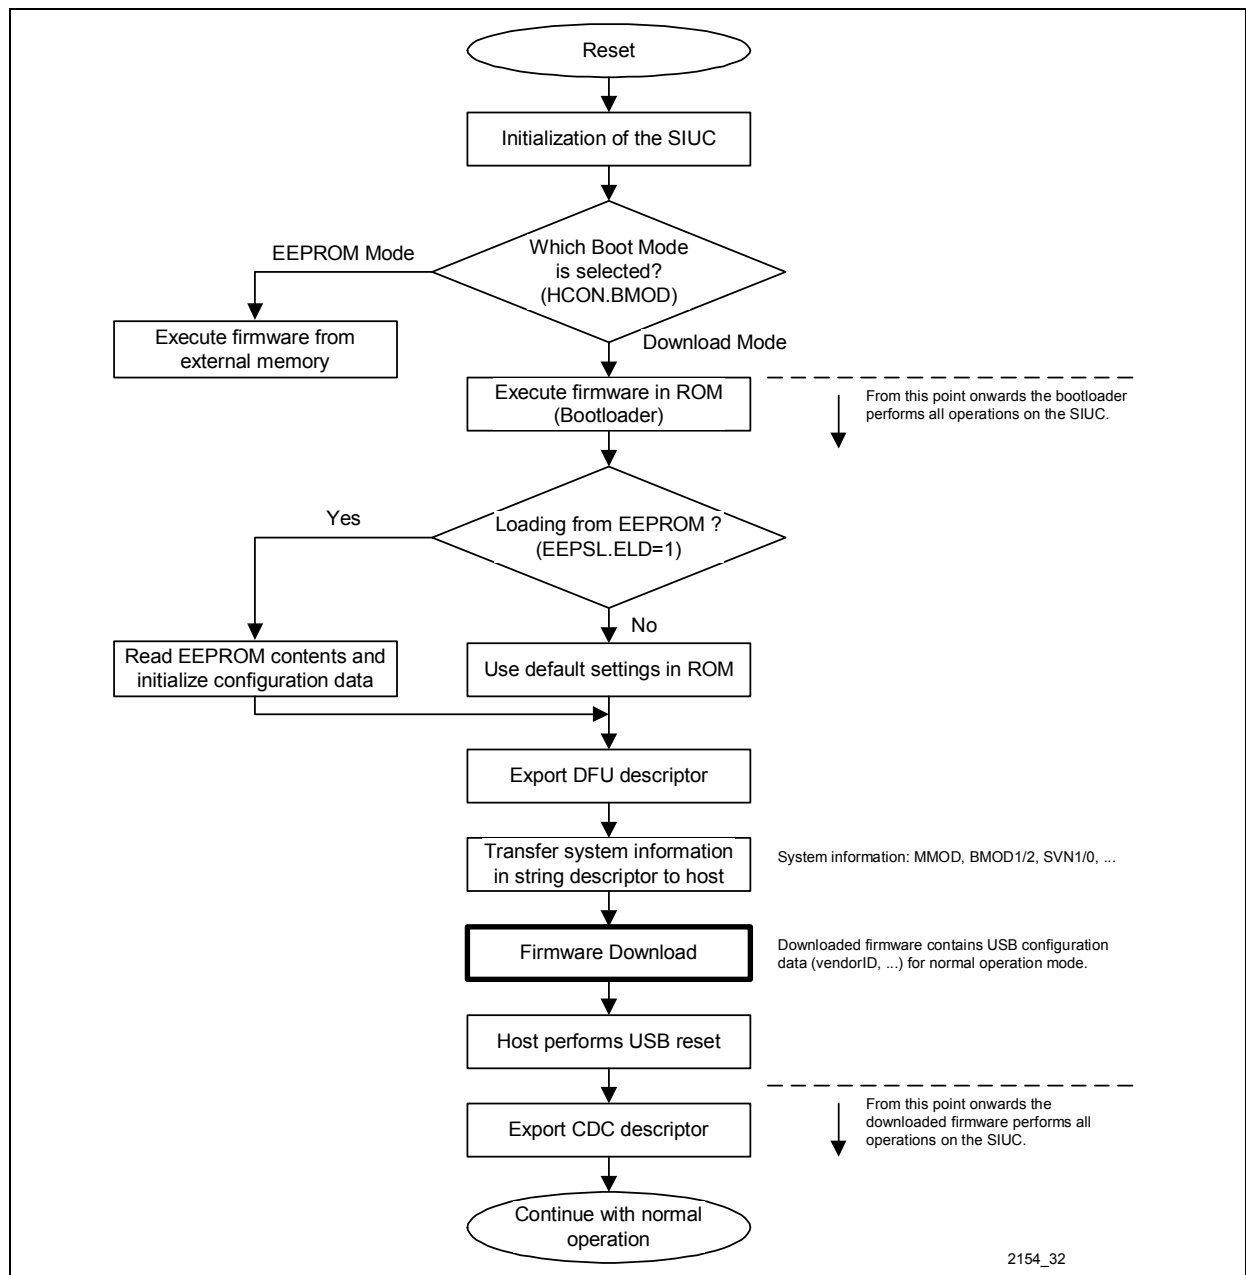 Reset
Initialization of the SIUC
EEPROM Mode
Which Boot Mode
is selected?
(HCON.BMOD)
Execute firmware from
external memory
Download Mode
Execute firmware in ROM
(Bootloader)
From this point onwards the bootloader
performs all operations on the SIUC.
Yes
Loading from EEPROM ?
(EEPSL.ELD=1)
No
Read EEPROM contents and
initialize configuration data
Use default settings in ROM
Export DFU descriptor
Transfer system information
in string descriptor to host
System information: MMOD, BMOD1/2, SVN1/0, ...
Firmware Download
Downloaded firmware contains USB configuration
data (vendorID, ...) for normal operation mode.
Host performs USB reset
Export CDC descriptor
From this point onwards the
downloaded firmware performs all
operations on the SIUC.
Continue with normal
operation
2154_32